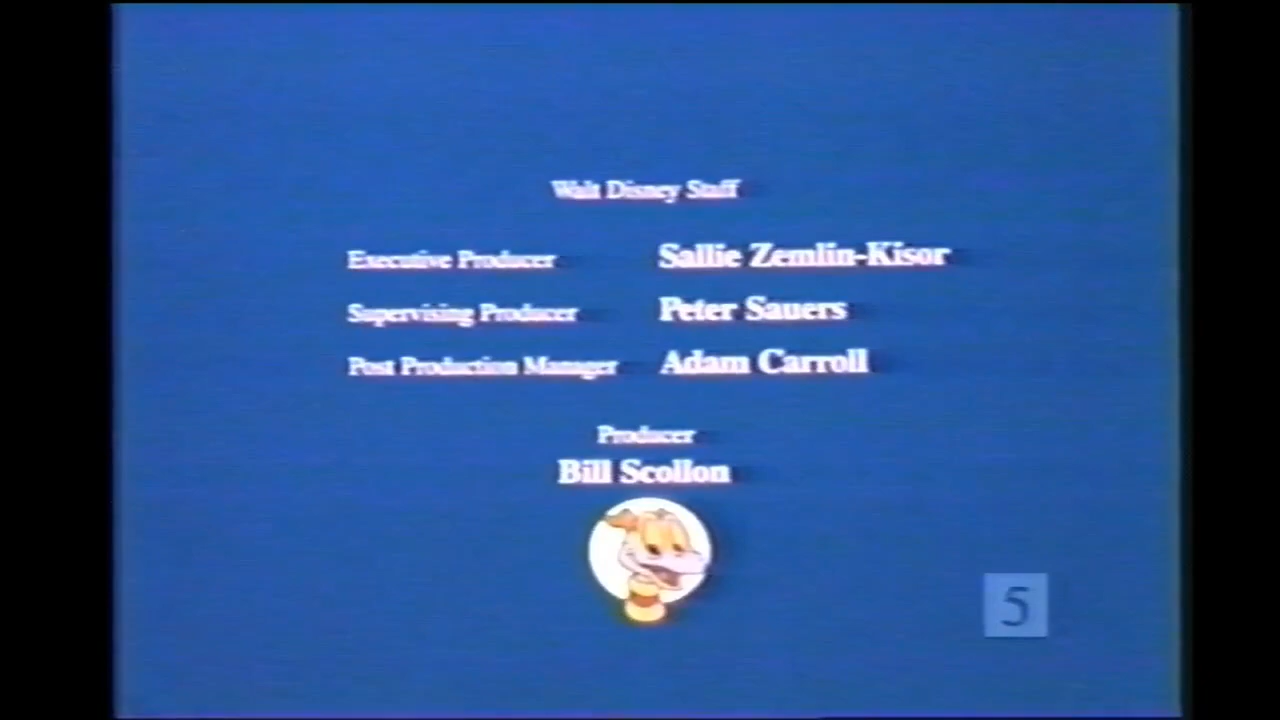 Walt Disney Staff
Executive Producer Sallie Zemlin-Kisor
Supervising Producer Peter Sauers
Post Production Manager Adam Carroll
Producer
Bill Scollon
5